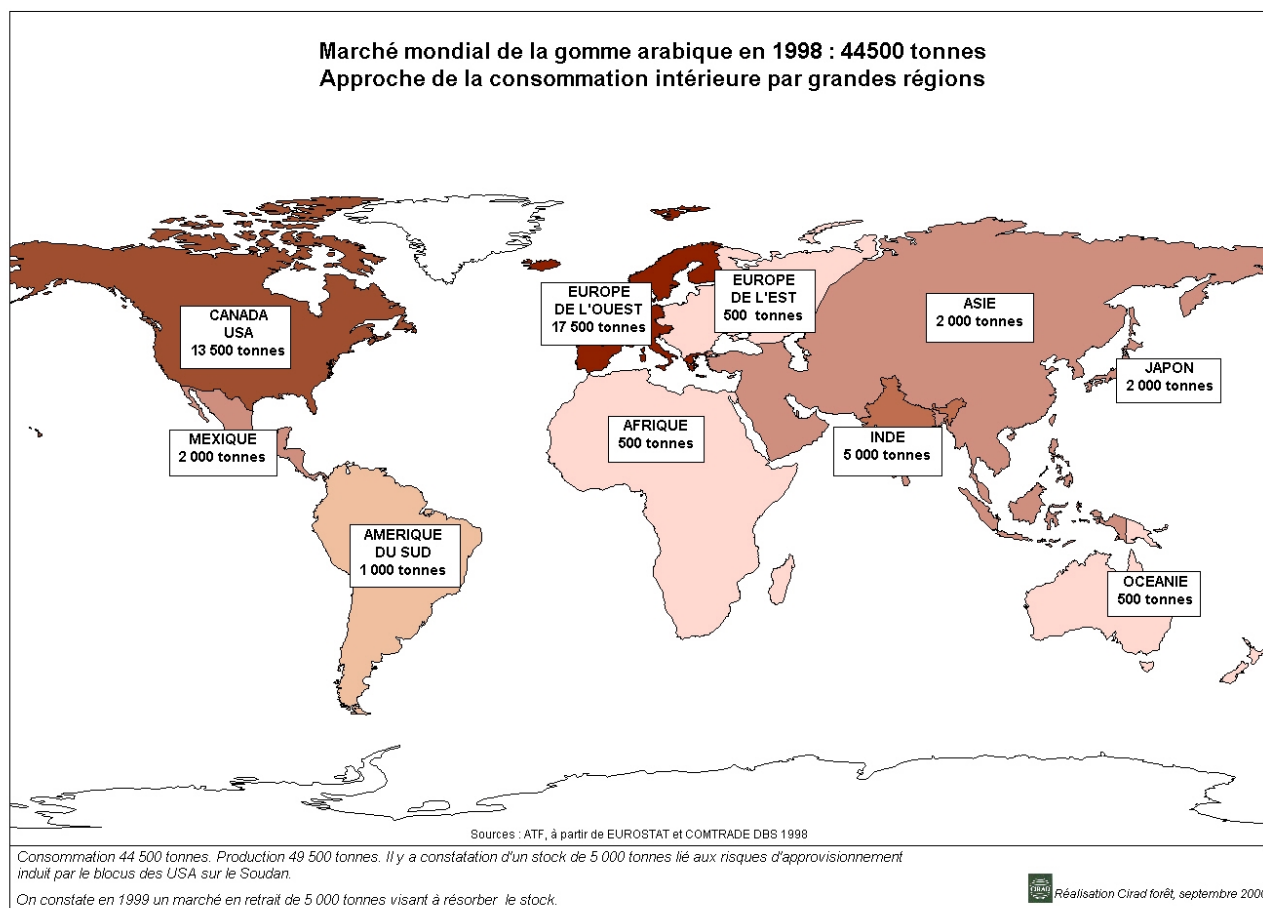 Marché mondial de la gomme arabique en 1998 : 44500 tonnes
Approche de la consommation intérieure par grandes régions
CANADA
USA
13 500 tonnes
EUROPE
DE L'OUEST
17 500 tonnes
EUROPE
DE L'EST
500 tonnes
ASIE
2 000 tonnes
JAPON
2 000 tonnes
MEXIQUE
2 000 tonnes
AFRIQUE
500 tonnes
INDE
5 000 tonnes
AMERIQUE
DU SUD
1 000 tonnes
OCEANIE
500 tonnes
Sources : ATF, à partir de EUROSTAT et COMTRADE DBS 1998
Consommation 44 500 tonnes. Production 49 500 tonnes. Il y a constatation d'un stock de 5 000 tonnes lié aux risques d'approvisionnement
induit par le blocus des USA sur le Soudan.
On constate en 1999 un marché en retrait de 5 000 tonnes visant à résorber le stock.
CIRAD
Réalisation Cirad forêt, septembre 2000